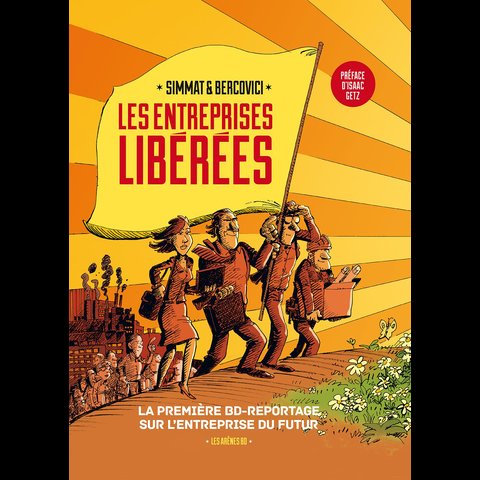 * SIMMAT & BERCOVICI *
LES ENTREPRISES
LIBÉRÉES
PRÉFACE
D'ISAAC
GETZ
LA PREMIÈRE BD-REPORTAGE
SUR L'ENTREPRISE DU FUTUR
* LES ARÈNES BD *